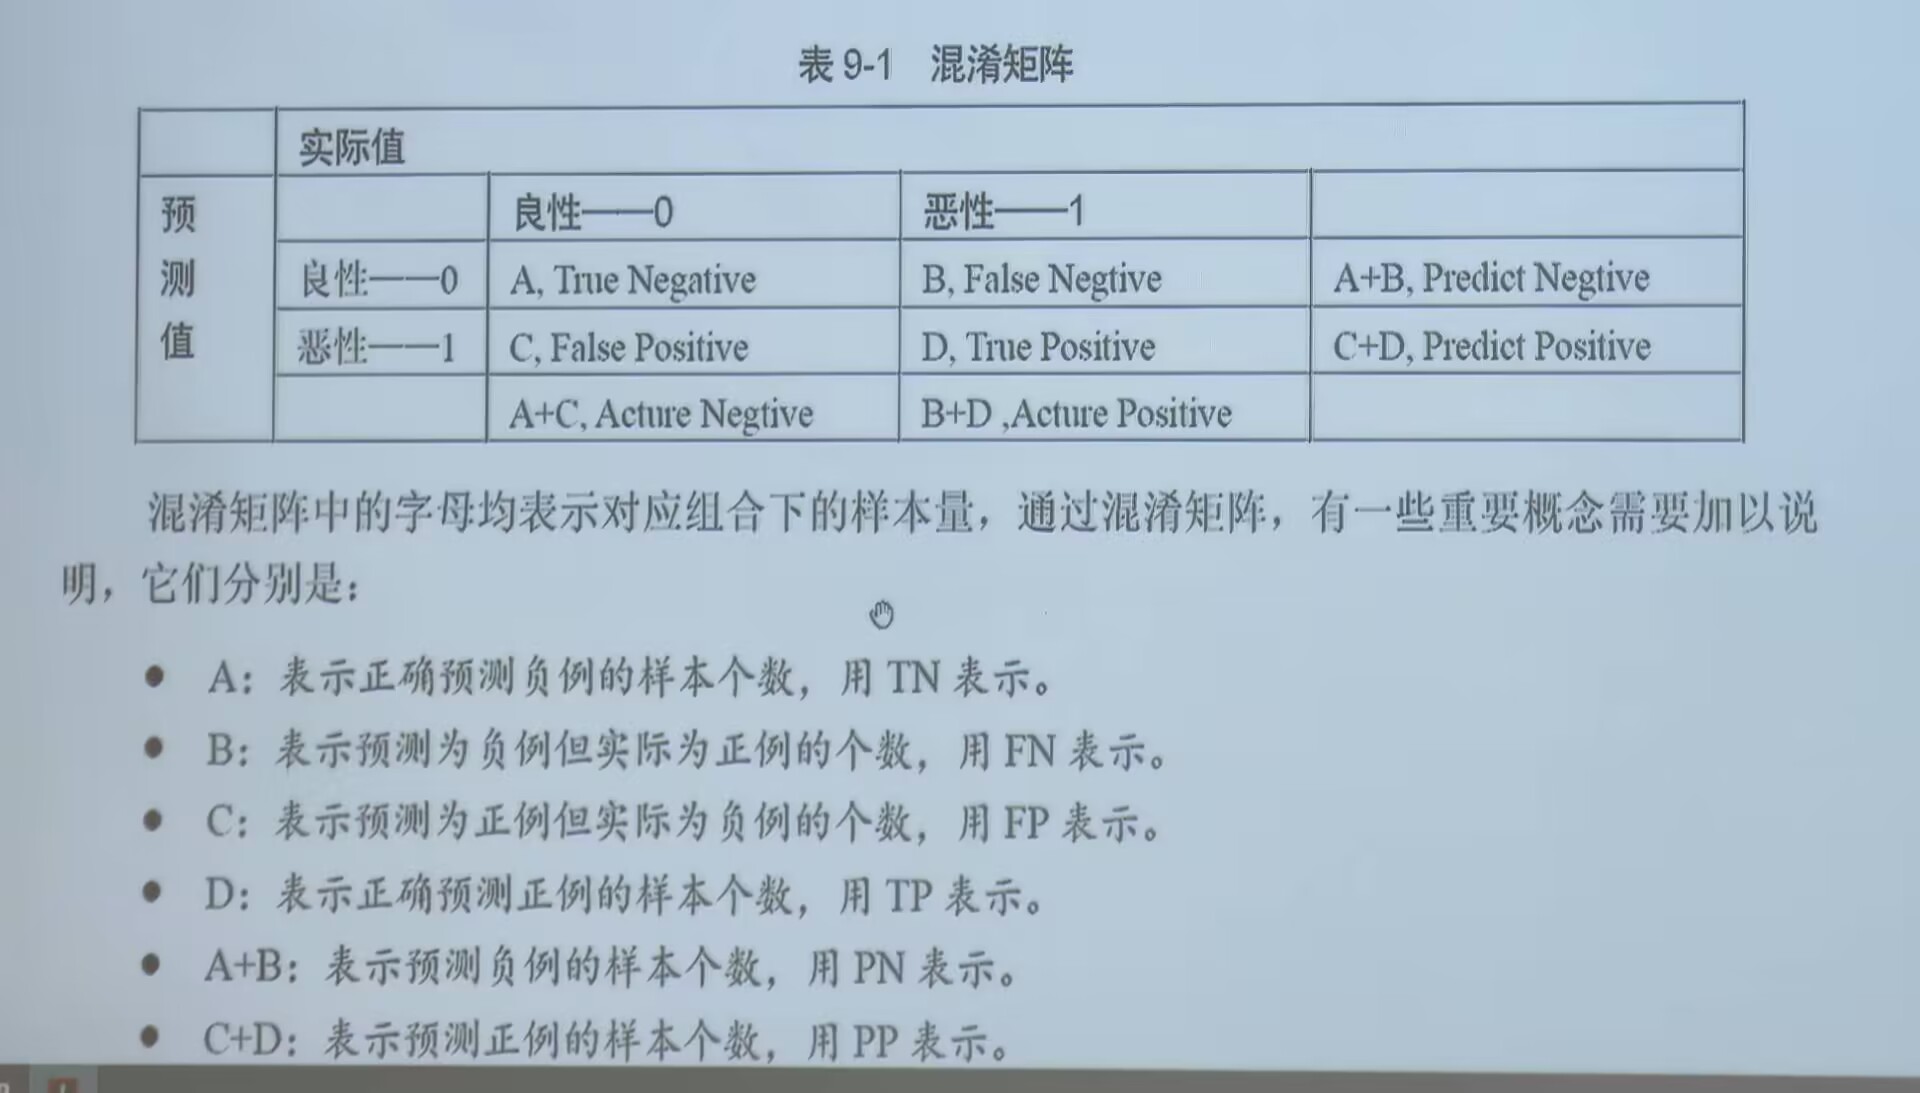 表 9-1 混淆矩阵
实际值
预测值
良性——0 恶性——1
良性——0 A, True Negative B, False Negtive A+B, Predict Negtive
恶性——1 C, False Positive D, True Positive C+D, Predict Positive
A+C, Acture Negtive B+D ,Acture Positive
混淆矩阵中的字母均表示对应组合下的样本量，通过混淆矩阵，有一些重要概念需要加以说
明，它们分别是：
● A：表示正确预测负例的样本个数，用 TN 表示。
● B：表示预测为负例但实际为正例的个数，用 FN 表示。
● C：表示预测为正例但实际为负例的个数，用 FP 表示。
● D：表示正确预测正例的样本个数，用 TP 表示。
● A+B：表示预测负例的样本个数，用 PN 表示。
● C+D：表示预测正例的样本个数，用 PP 表示。